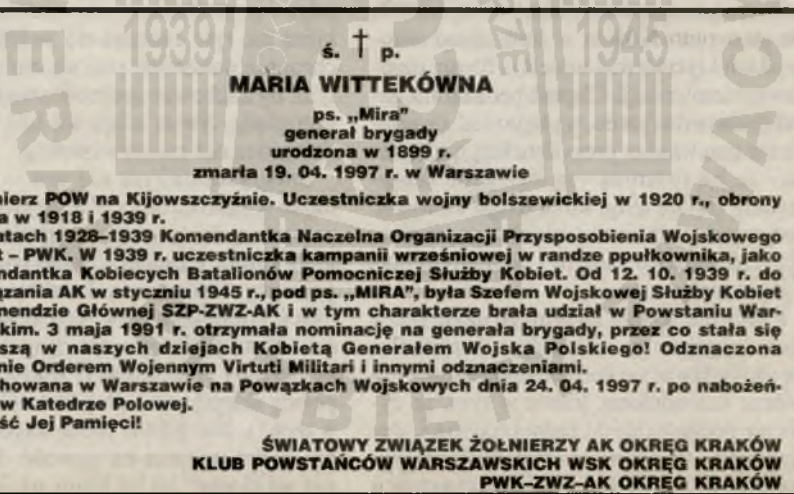 ś. † p.
MARIA WITTEKÓWNA
ps. „Mira”
generał brygady
urodzona w 1899 r.
zmarła 19. 04. 1997 r. w Warszawie
nierz POW na Kijowszczyźnie. Uczestniczka wojny bolszewickiej w 1920 r., obrony
a w 1918 i 1939 r.
atach 1928–1939 Komendantka Naczelna Organizacji Przysposobienia Wojskowego
t – PWK. W 1939 r. uczestniczka kampanii wrześniowej w randze ppułkownika, jako
ndantka Kobiecych Batalionów Pomocniczej Służby Kobiet. Od 12. 10. 1939 r. do
ązania AK w styczniu 1945 r., pod ps. „MIRA”, była Szefem Wojskowej Służby Kobiet
mendzie Głównej SZP-ZWZ-AK i w tym charakterze brała udział w Powstaniu War-
kim. 3 maja 1991 r. otrzymała nominację na generała brygady, przez co stała się
szą w naszych dziejach Kobietą Generałem Wojska Polskiego! Odznaczona
nie Orderem Wojennym Virtuti Militari i innymi odznaczeniami.
howana w Warszawie na Powązkach Wojskowych dnia 24. 04. 1997 r. po nabożeń-
w Katedrze Polowej.
ść Jej Pamięci!
ŚWIATOWY ZWIĄZEK ŻOŁNIERZY AK OKRĘG KRAKÓW
KLUB POWSTAŃCÓW WARSZAWSKICH WSK OKRĘG KRAKÓW
PWK–ZWZ–AK OKRĘG KRAKÓW
1939
1945